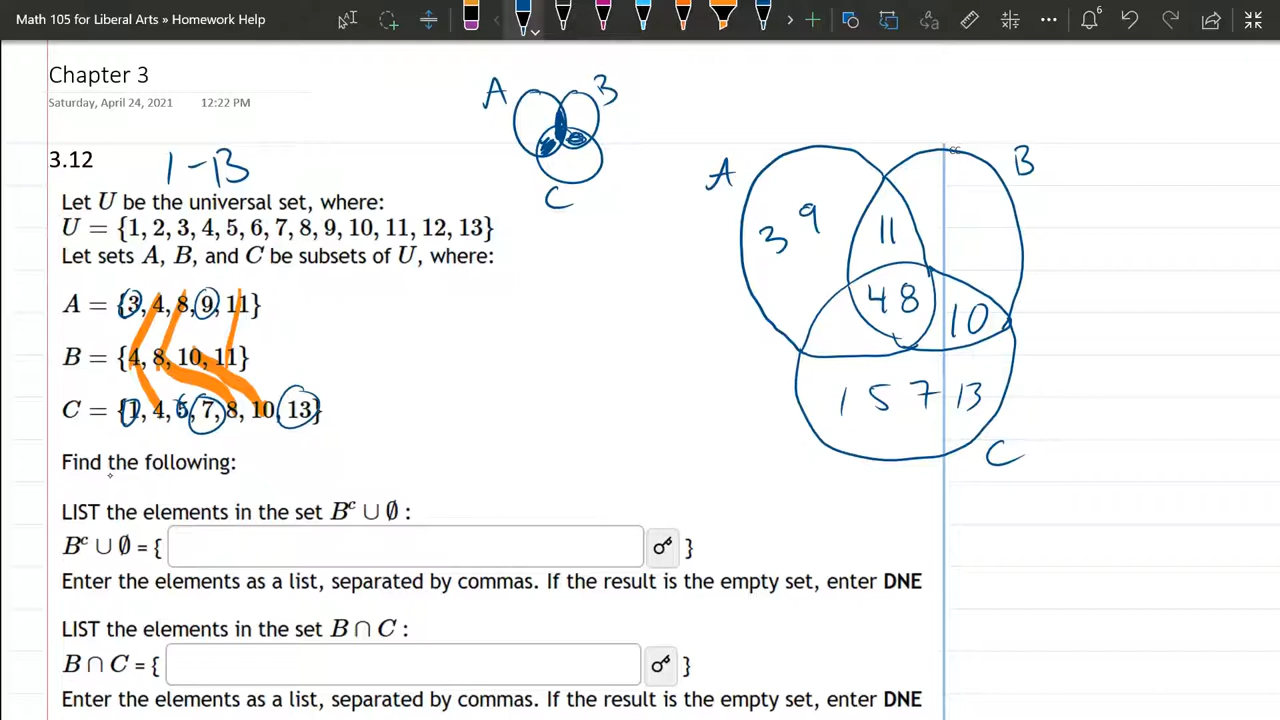 Math 105 for Liberal Arts » Homework Help
6
Chapter 3
Saturday, April 24, 2021 12:22 PM
A B
C
3.12 1-13
Let U be the universal set, where:
U = {1, 2, 3, 4, 5, 6, 7, 8, 9, 10, 11, 12, 13}
Let sets A, B, and C be subsets of U, where:
A = {3, 4, 8, 9, 11}
B = {4, 8, 10, 11}
C = {1, 4, 5, 7, 8, 10, 13}
A B
3 9 11
4 8 10
1 5 7 13
C
Find the following:
LIST the elements in the set Bᶜ ∪ ∅ :
Bᶜ ∪ ∅ = { }
Enter the elements as a list, separated by commas. If the result is the empty set, enter DNE
LIST the elements in the set B ∩ C :
B ∩ C = { }
Enter the elements as a list, separated by commas. If the result is the empty set, enter DNE